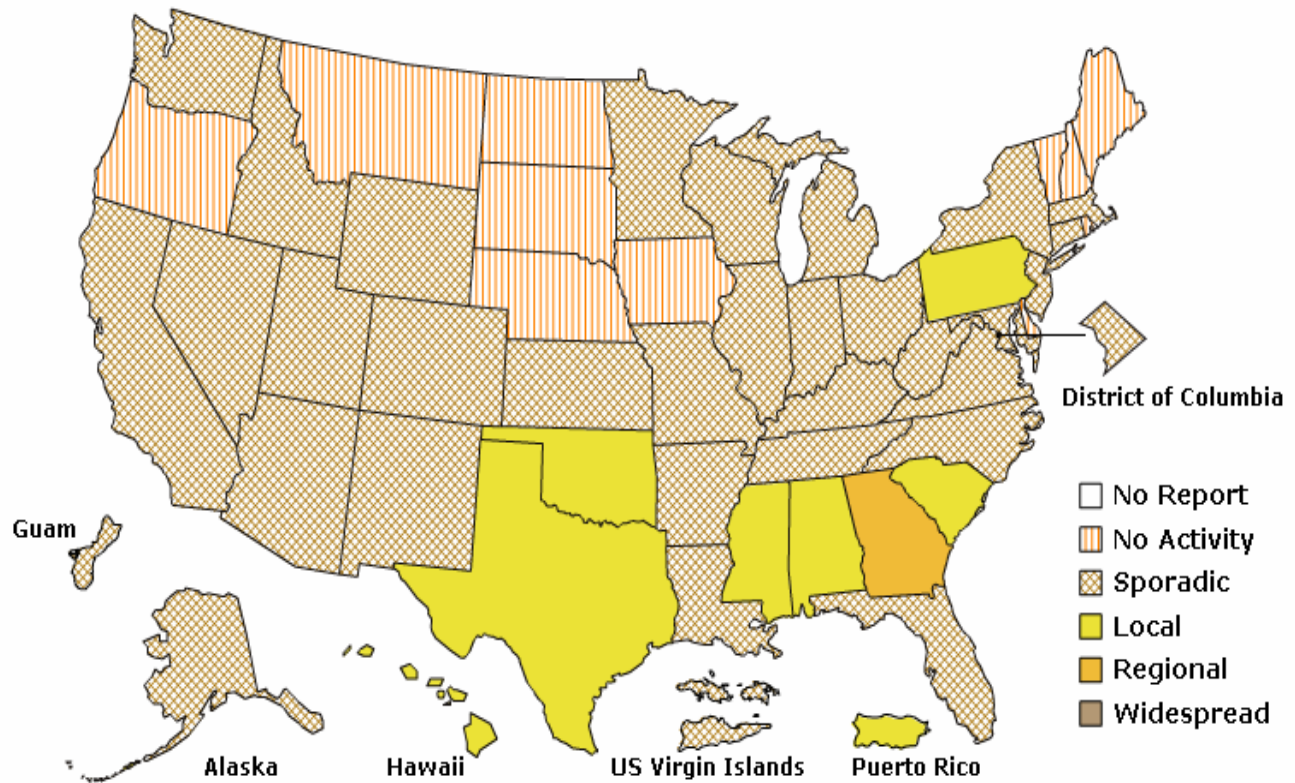 District of Columbia
No Report
Guam
No Activity
Sporadic
Local
Regional
Widespread
Alaska
Hawaii
US Virgin Islands
Puerto Rico